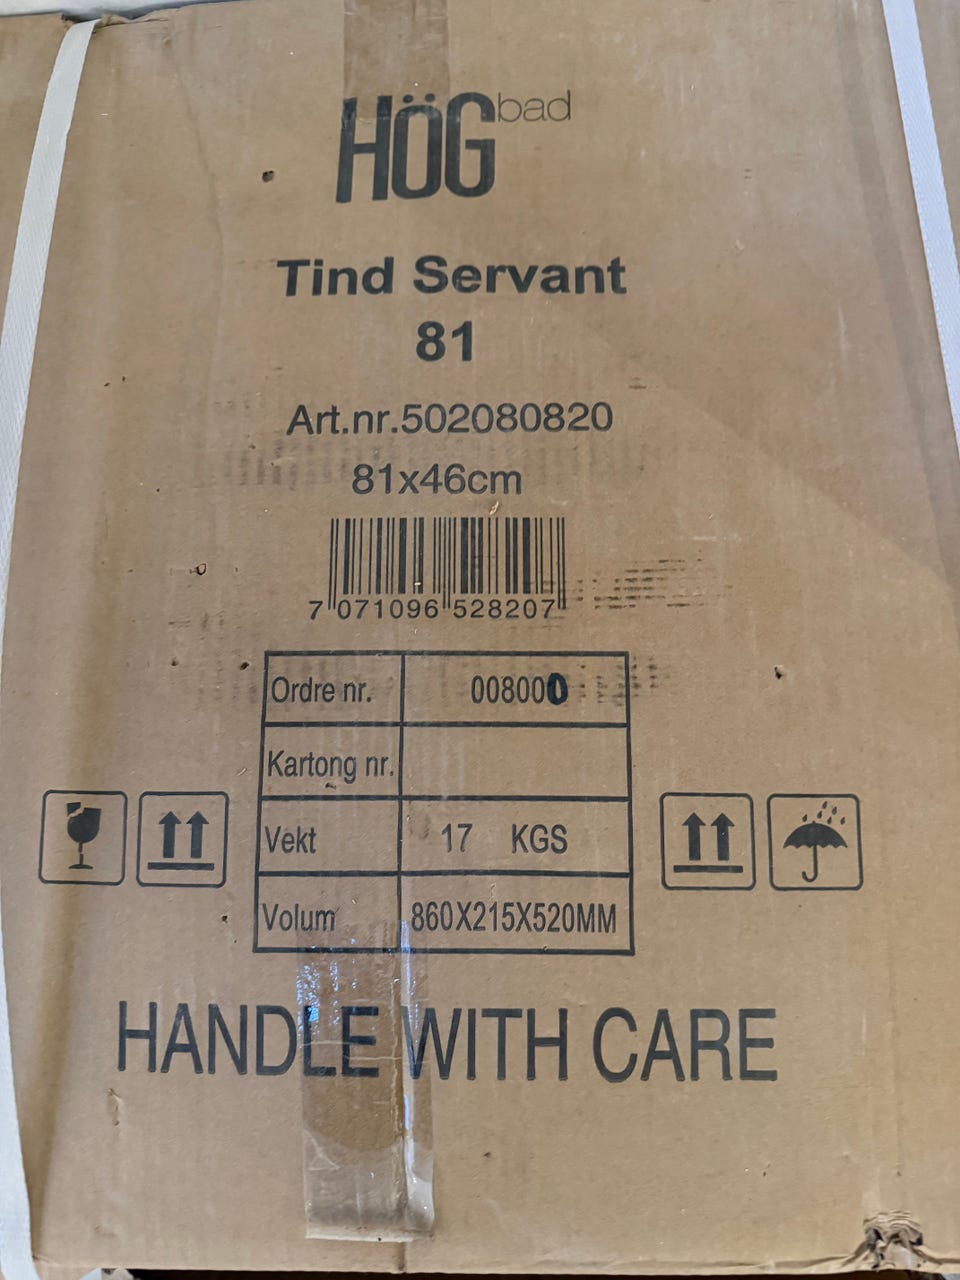 HÖG bad
Tind Servant
81
Art.nr.502080820
81x46cm
7 071096 528207
Ordre nr. 008000
Kartong nr.
Vekt 17 KGS
Volum 860X215X520MM
HANDLE WITH CARE